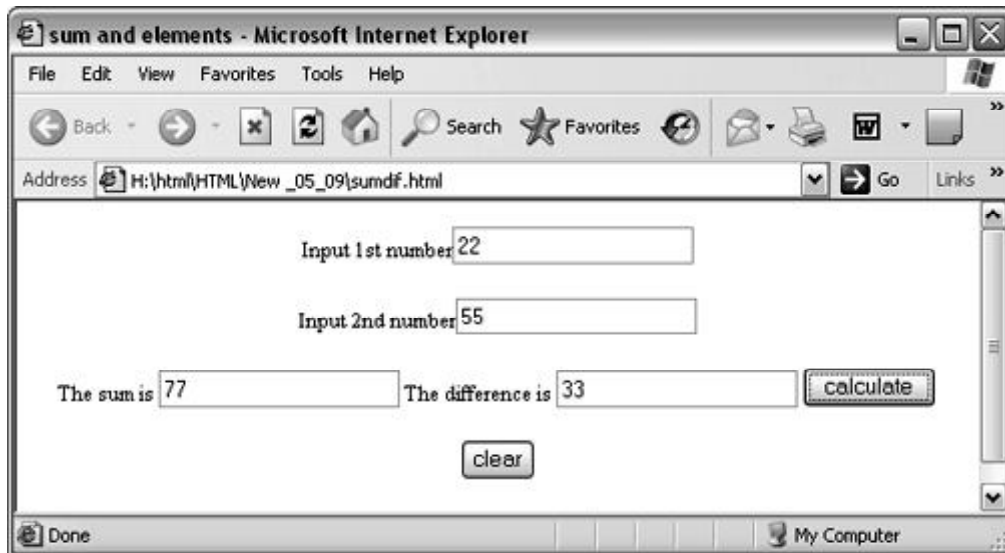 sum and elements - Microsoft Internet Explorer
File Edit View Favorites Tools Help
Back Search Favorites
Address H:\html\HTML\New _05_09\sumdif.html Go Links
Input 1st number 22
Input 2nd number 55
The sum is 77 The difference is 33 calculate
clear
Done My Computer